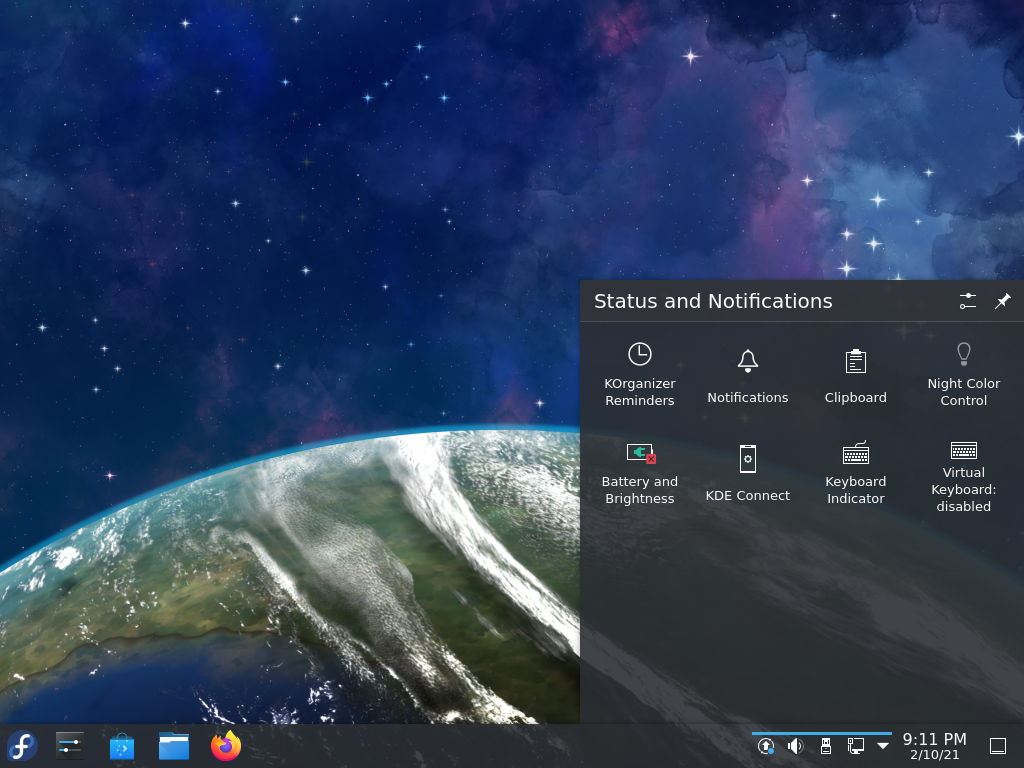 Status and Notifications
KOrganizer
Reminders
Notifications
Clipboard
Night Color
Control
Battery and
Brightness
KDE Connect
Keyboard
Indicator
Virtual
Keyboard:
disabled
9:11 PM
2/10/21